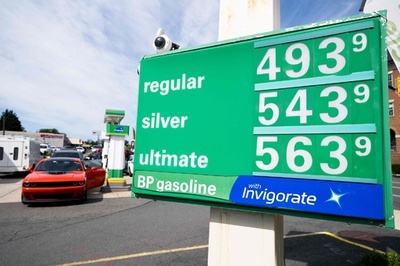 regular 493 9
silver 543 9
ultimate 563 9
BP gasoline with Invigorate